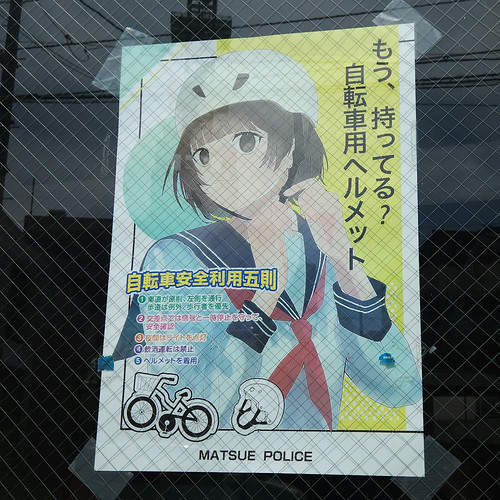 もう、持ってる?
自転車用ヘルメット
自転車安全利用五則
1 車道が原則、左側を通行
歩道は例外、歩行者を優先
2 交差点では信号と一時停止を守って、
安全確認
3 夜間はライトを点灯
4 飲酒運転は禁止
5 ヘルメットを着用
MATSUE POLICE